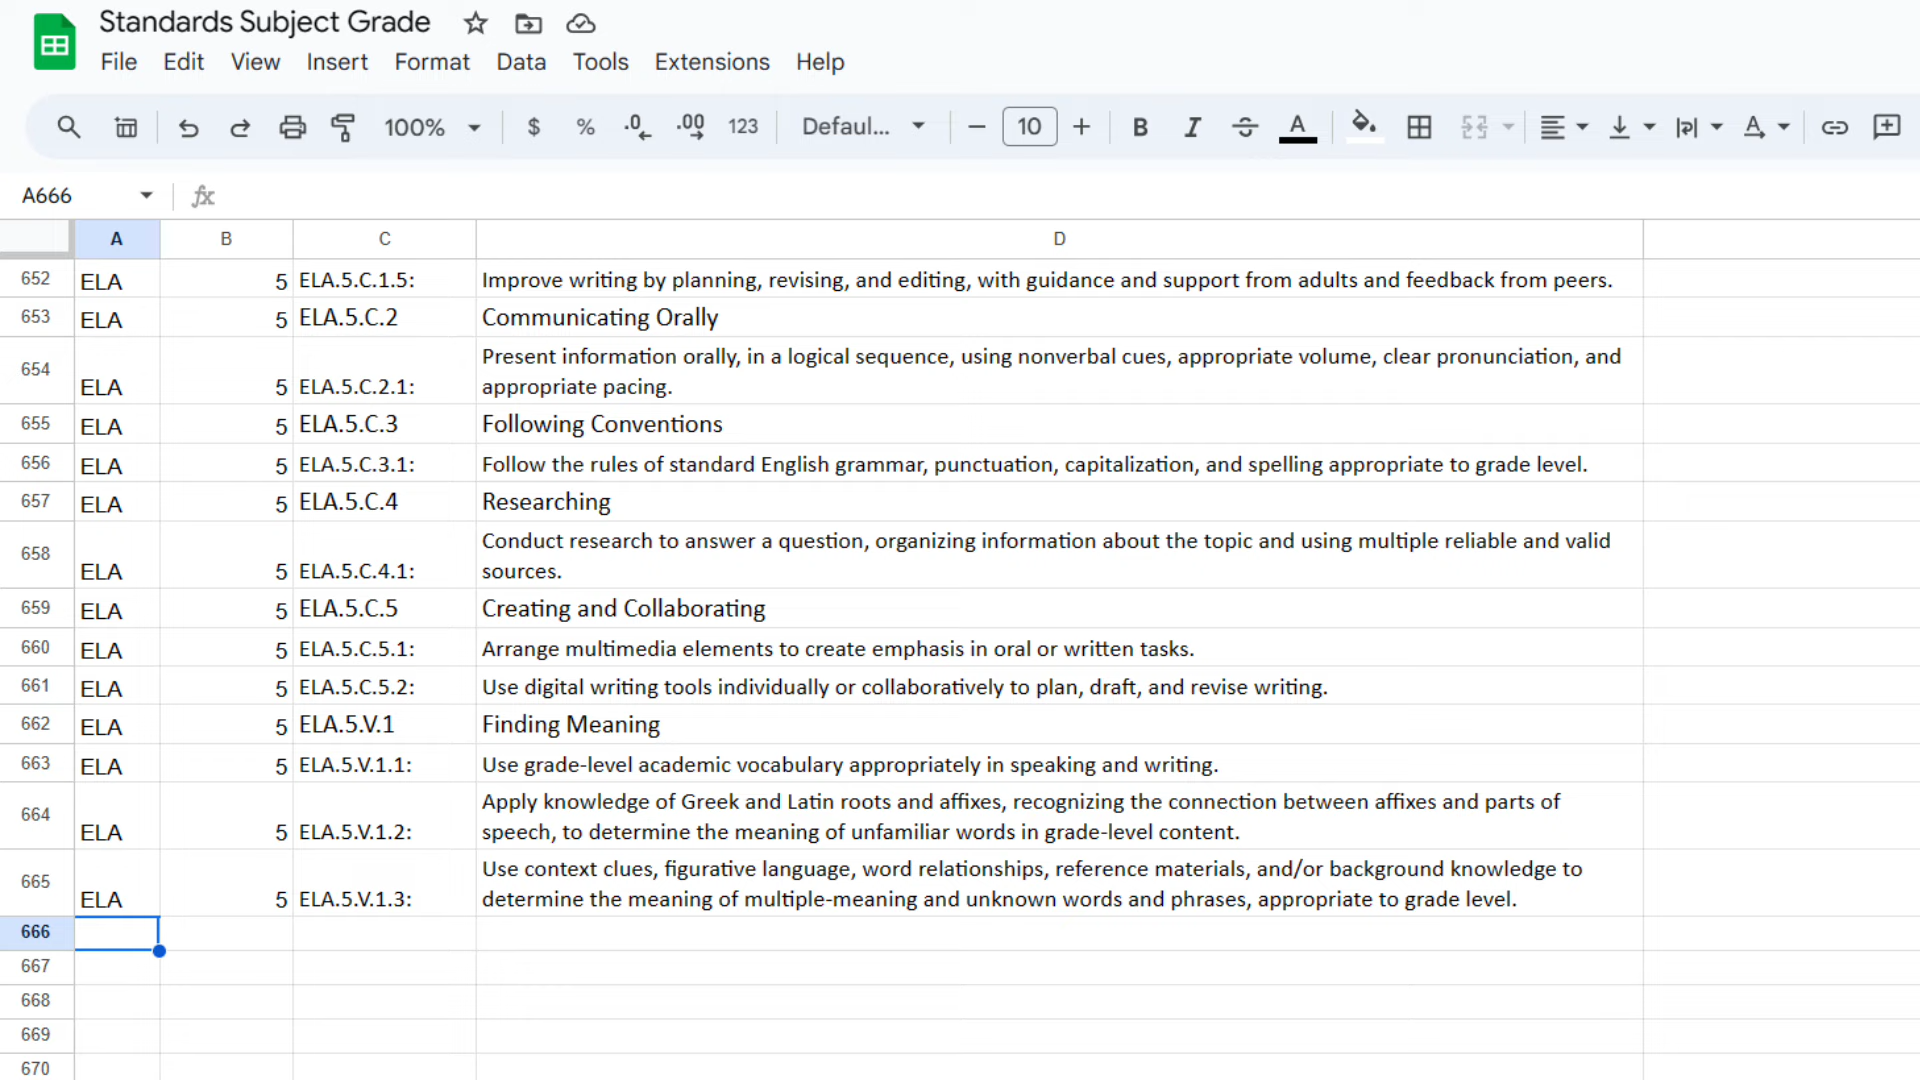 Standards Subject Grade
File Edit View Insert Format Data Tools Extensions Help
100% $ % .0 .00 123 Defaul... 10 B I A A
A666 fx
A B C D
652 ELA 5 ELA.5.C.1.5: Improve writing by planning, revising, and editing, with guidance and support from adults and feedback from peers.
653 ELA 5 ELA.5.C.2 Communicating Orally
654 ELA 5 ELA.5.C.2.1: Present information orally, in a logical sequence, using nonverbal cues, appropriate volume, clear pronunciation, and
appropriate pacing.
655 ELA 5 ELA.5.C.3 Following Conventions
656 ELA 5 ELA.5.C.3.1: Follow the rules of standard English grammar, punctuation, capitalization, and spelling appropriate to grade level.
657 ELA 5 ELA.5.C.4 Researching
658 ELA 5 ELA.5.C.4.1: Conduct research to answer a question, organizing information about the topic and using multiple reliable and valid
sources.
659 ELA 5 ELA.5.C.5 Creating and Collaborating
660 ELA 5 ELA.5.C.5.1: Arrange multimedia elements to create emphasis in oral or written tasks.
661 ELA 5 ELA.5.C.5.2: Use digital writing tools individually or collaboratively to plan, draft, and revise writing.
662 ELA 5 ELA.5.V.1 Finding Meaning
663 ELA 5 ELA.5.V.1.1: Use grade-level academic vocabulary appropriately in speaking and writing.
664 ELA 5 ELA.5.V.1.2: Apply knowledge of Greek and Latin roots and affixes, recognizing the connection between affixes and parts of
speech, to determine the meaning of unfamiliar words in grade-level content.
665 ELA 5 ELA.5.V.1.3: Use context clues, figurative language, word relationships, reference materials, and/or background knowledge to
determine the meaning of multiple-meaning and unknown words and phrases, appropriate to grade level.
666
667
668
669
670